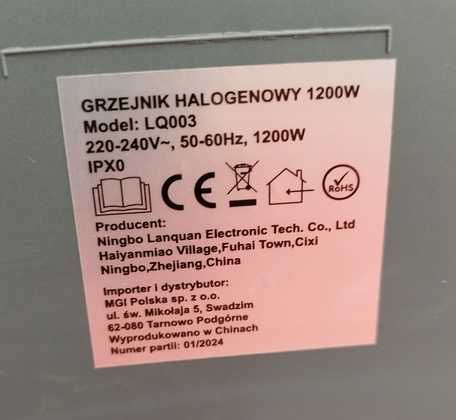 GRZEJNIK HALOGENOWY 1200W
Model: LQ003
220-240V~, 50-60Hz, 1200W
IPX0
CE
RoHS
Producent:
Ningbo Lanquan Electronic Tech. Co., Ltd
Haiyanmiao Village,Fuhai Town,Cixi
Ningbo,Zhejiang,China
Importer i dystrybutor:
MGI Polska sp. z o.o.
ul. św. Mikołaja 5, Swadzim
62-080 Tarnowo Podgórne
Wyprodukowano w Chinach
Numer partii: 01/2024